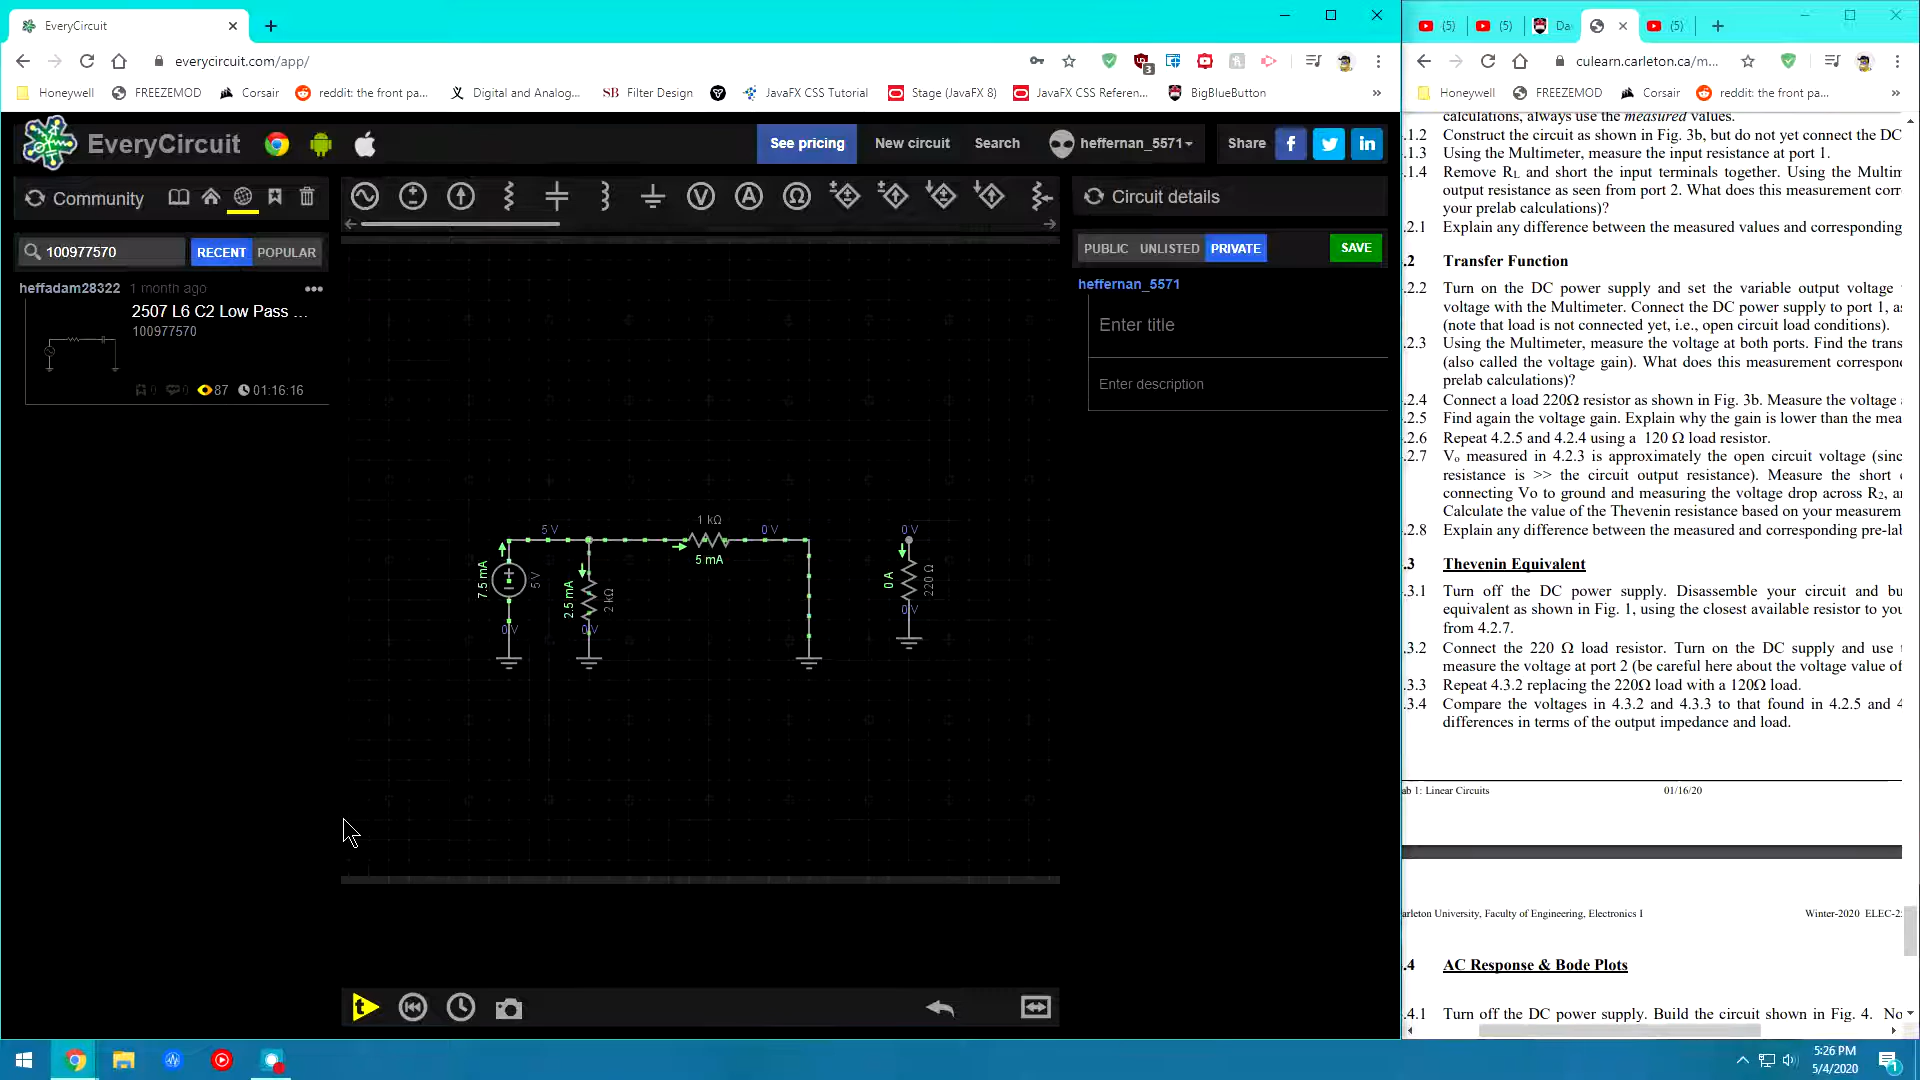 EveryCircuit
everycircuit.com/app/
3
Honeywell
FREEZEMOD
Corsair
reddit: the front pa...
Digital and Analog...
SB Filter Design
JavaFX CSS Tutorial
Stage (JavaFX 8)
JavaFX CSS Referen...
BigBlueButton
»
EveryCircuit
See pricing
New circuit
Search
heffernan_5571
Share
Community
100977570
RECENT
POPULAR
heffadam28322 1 month ago
2507 L6 C2 Low Pass ...
100977570
0 0 87 01:16:16
Circuit details
PUBLIC UNLISTED PRIVATE
SAVE
heffernan_5571
Enter title
Enter description
5 V
1 kΩ
0 V
0 V
7.5 mA
5 V
2.5 mA
2 kΩ
5 mA
0 A
220 Ω
0 V
0 V
0 V
t
(5)
(5)
Da
(5)
culearn.carleton.ca/m...
Honeywell
FREEZEMOD
Corsair
reddit: the front pa...
»
calculations, always use the measured values.
.1.2 Construct the circuit as shown in Fig. 3b, but do not yet connect the DC
.1.3 Using the Multimeter, measure the input resistance at port 1.
.1.4 Remove RL and short the input terminals together. Using the Multim
output resistance as seen from port 2. What does this measurement corr
your prelab calculations)?
.2.1 Explain any difference between the measured values and corresponding
.2 Transfer Function
.2.2 Turn on the DC power supply and set the variable output voltage
voltage with the Multimeter. Connect the DC power supply to port 1, as
(note that load is not connected yet, i.e., open circuit load conditions).
.2.3 Using the Multimeter, measure the voltage at both ports. Find the trans
(also called the voltage gain). What does this measurement correspond
prelab calculations)?
.2.4 Connect a load 220Ω resistor as shown in Fig. 3b. Measure the voltage
.2.5 Find again the voltage gain. Explain why the gain is lower than the mea
.2.6 Repeat 4.2.5 and 4.2.4 using a 120 Ω load resistor.
.2.7 Vo measured in 4.2.3 is approximately the open circuit voltage (sinc
resistance is >> the circuit output resistance). Measure the short
connecting Vo to ground and measuring the voltage drop across R2, an
Calculate the value of the Thevenin resistance based on your measurem
.2.8 Explain any difference between the measured and corresponding pre-lab
.3 Thevenin Equivalent
.3.1 Turn off the DC power supply. Disassemble your circuit and bu
equivalent as shown in Fig. 1, using the closest available resistor to you
from 4.2.7.
.3.2 Connect the 220 Ω load resistor. Turn on the DC supply and use
measure the voltage at port 2 (be careful here about the voltage value of
.3.3 Repeat 4.3.2 replacing the 220Ω load with a 120Ω load.
.3.4 Compare the voltages in 4.3.2 and 4.3.3 to that found in 4.2.5 and 4
differences in terms of the output impedance and load.
ab 1: Linear Circuits 01/16/20
arleton University, Faculty of Engineering, Electronics I Winter-2020 ELEC-2
.4 AC Response & Bode Plots
.4.1 Turn off the DC power supply. Build the circuit shown in Fig. 4. No
5:26 PM
5/4/2020
1